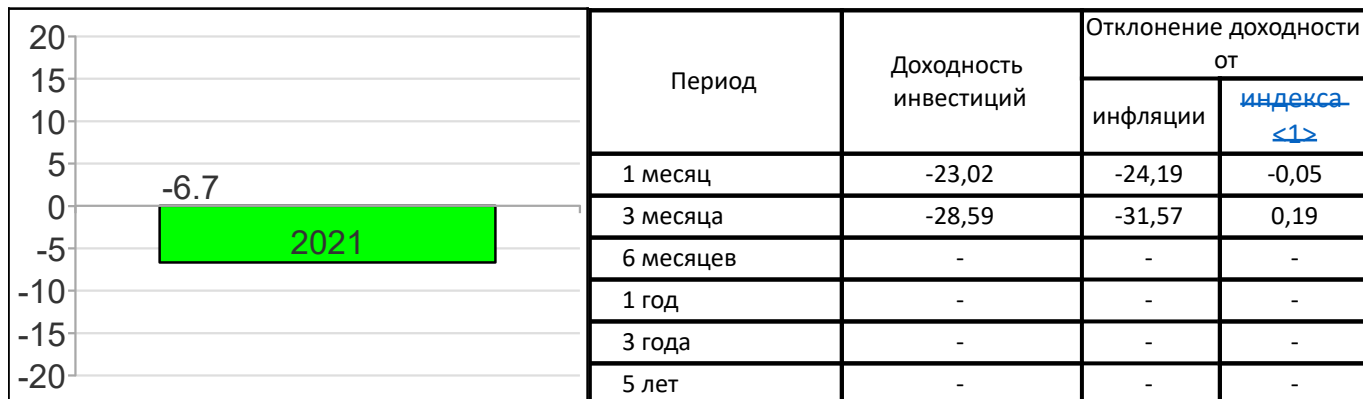 20
15
10
5
0
-5
-10
-15
-20
-6.7
2021
Период
Доходность
инвестиций
Отклонение доходности
от
инфляции
индекса
<1>
1 месяц -23,02 -24,19 -0,05
3 месяца -28,59 -31,57 0,19
6 месяцев - - -
1 год - - -
3 года - - -
5 лет - - -